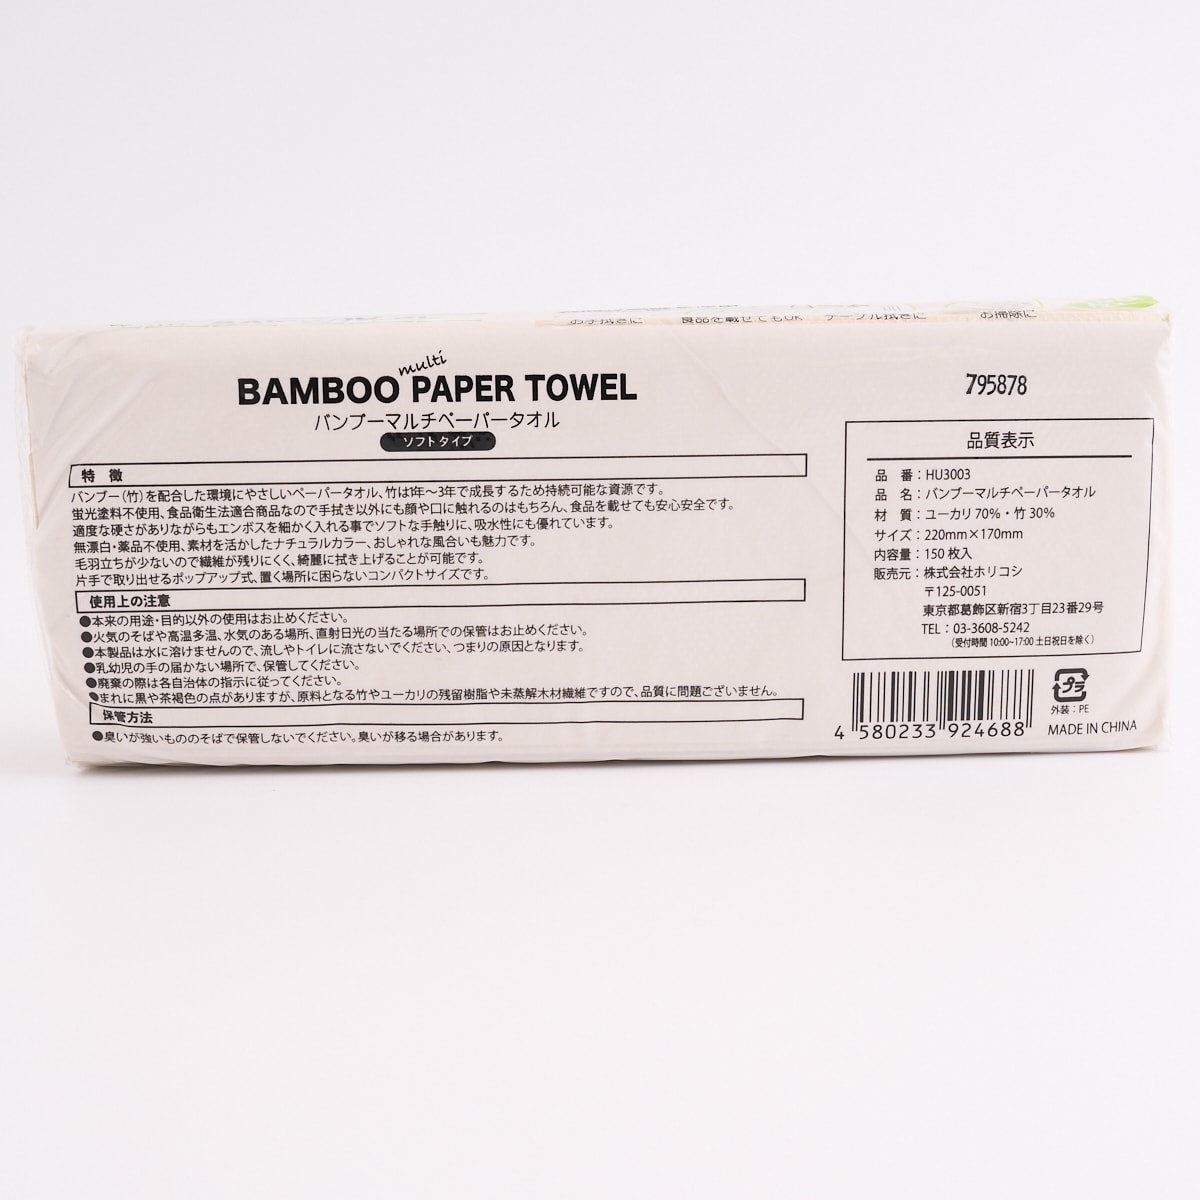 お手拭きに 食品を載せてもOK テーブル拭きに お掃除に
multi
BAMBOO PAPER TOWEL
バンブーマルチペーパータオル
ソフトタイプ
特 徴
バンブー(竹)を配合した環境にやさしいペーパータオル、竹は1年～3年で成長するため持続可能な資源です。
蛍光塗料不使用、食品衛生法適合商品なので手拭き以外にも顔や口に触れるのはもちろん、食品を載せても安心安全です。
適度な硬さがありながらもエンボスを細かく入れる事でソフトな手触りに、吸水性にも優れています。
無漂白・薬品不使用、素材を活かしたナチュラルカラー、おしゃれな風合いも魅力です。
毛羽立ちが少ないので繊維が残りにくく、綺麗に拭き上げることが可能です。
片手で取り出せるポップアップ式、置く場所に困らないコンパクトサイズです。
使用上の注意
●本来の用途・目的以外の使用はお止めください。
●火気のそばや高温多湿、水気のある場所、直射日光の当たる場所での保管はお止めください。
●本製品は水に溶けませんので、流しやトイレに流さないでください、つまりの原因となります。
●乳幼児の手の届かない場所で、保管してください。
●廃棄の際は各自治体の指示に従ってください。
●まれに黒や茶褐色の点がありますが、原料となる竹やユーカリの残留樹脂や未蒸解木材繊維ですので、品質に問題ございません。
保管方法
●臭いが強いもののそばで保管しないでください。臭いが移る場合があります。
795878
品質表示
品 番：HU3003
品 名：バンブーマルチペーパータオル
材 質：ユーカリ 70%・竹 30%
サイズ：220mm×170mm
内容量：150 枚入
販売元：株式会社ホリコシ
〒125-0051
東京都葛飾区新宿3丁目23番29号
TEL：03-3608-5242
(受付時間 10:00~17:00 土日祝日を除く)
4 580233 924688
プラ
外装：PE
MADE IN CHINA